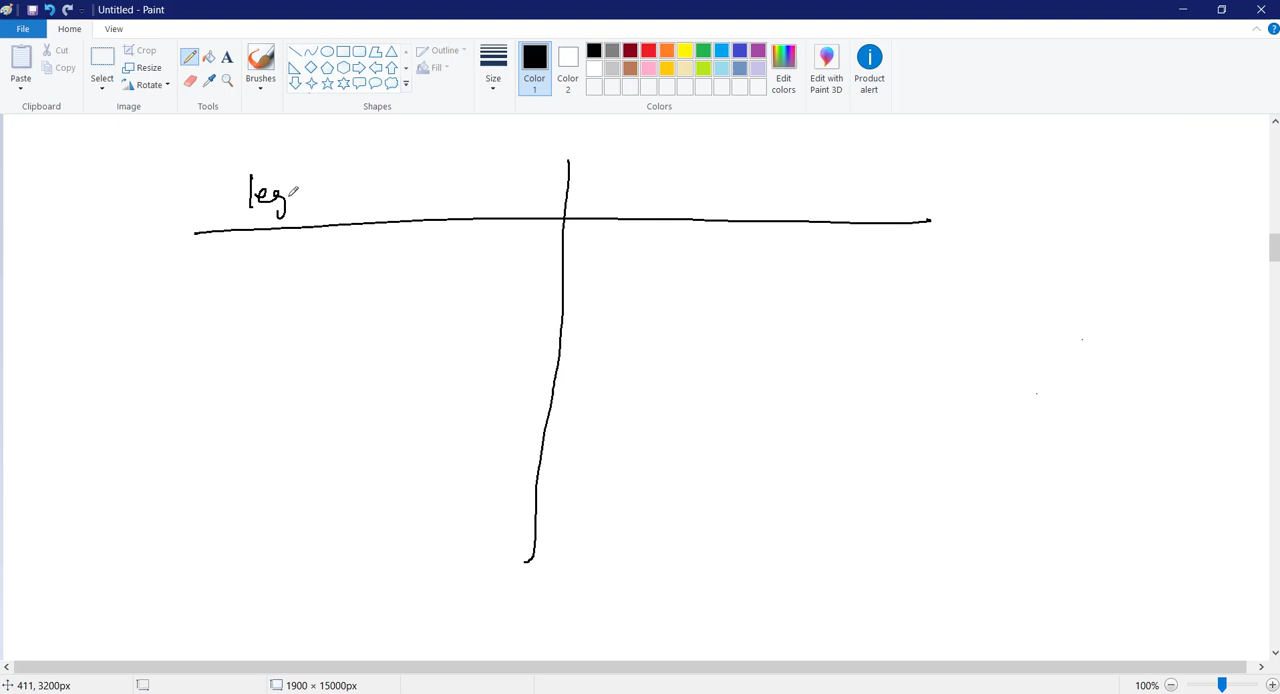 Untitled - Paint
File Home View
Paste
Cut
Copy
Clipboard
Select
Crop
Resize
Rotate
Image
Tools
Brushes
Shapes
Outline
Fill
Size
Color 1
Color 2
Colors
Edit colors
Edit with Paint 3D
Product alert
leg
411, 3200px
1900 × 15000px
100%